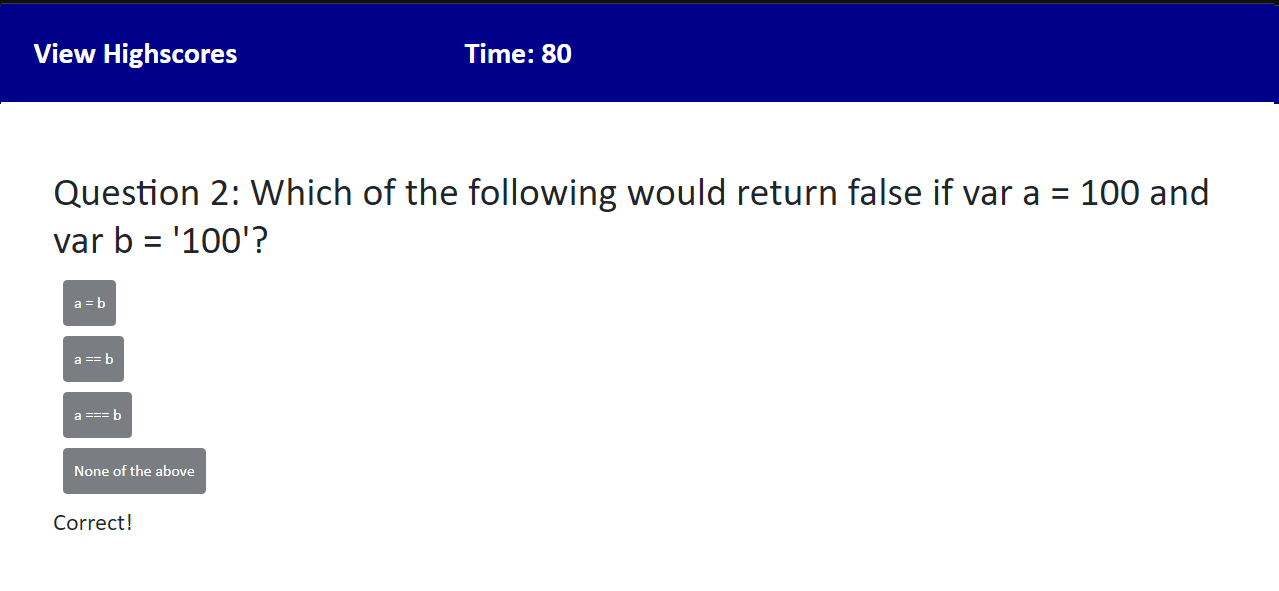 View Highscores
Time: 80
Question 2: Which of the following would return false if var a = 100 and
var b = '100'?
a = b
a == b
a === b
None of the above
Correct!